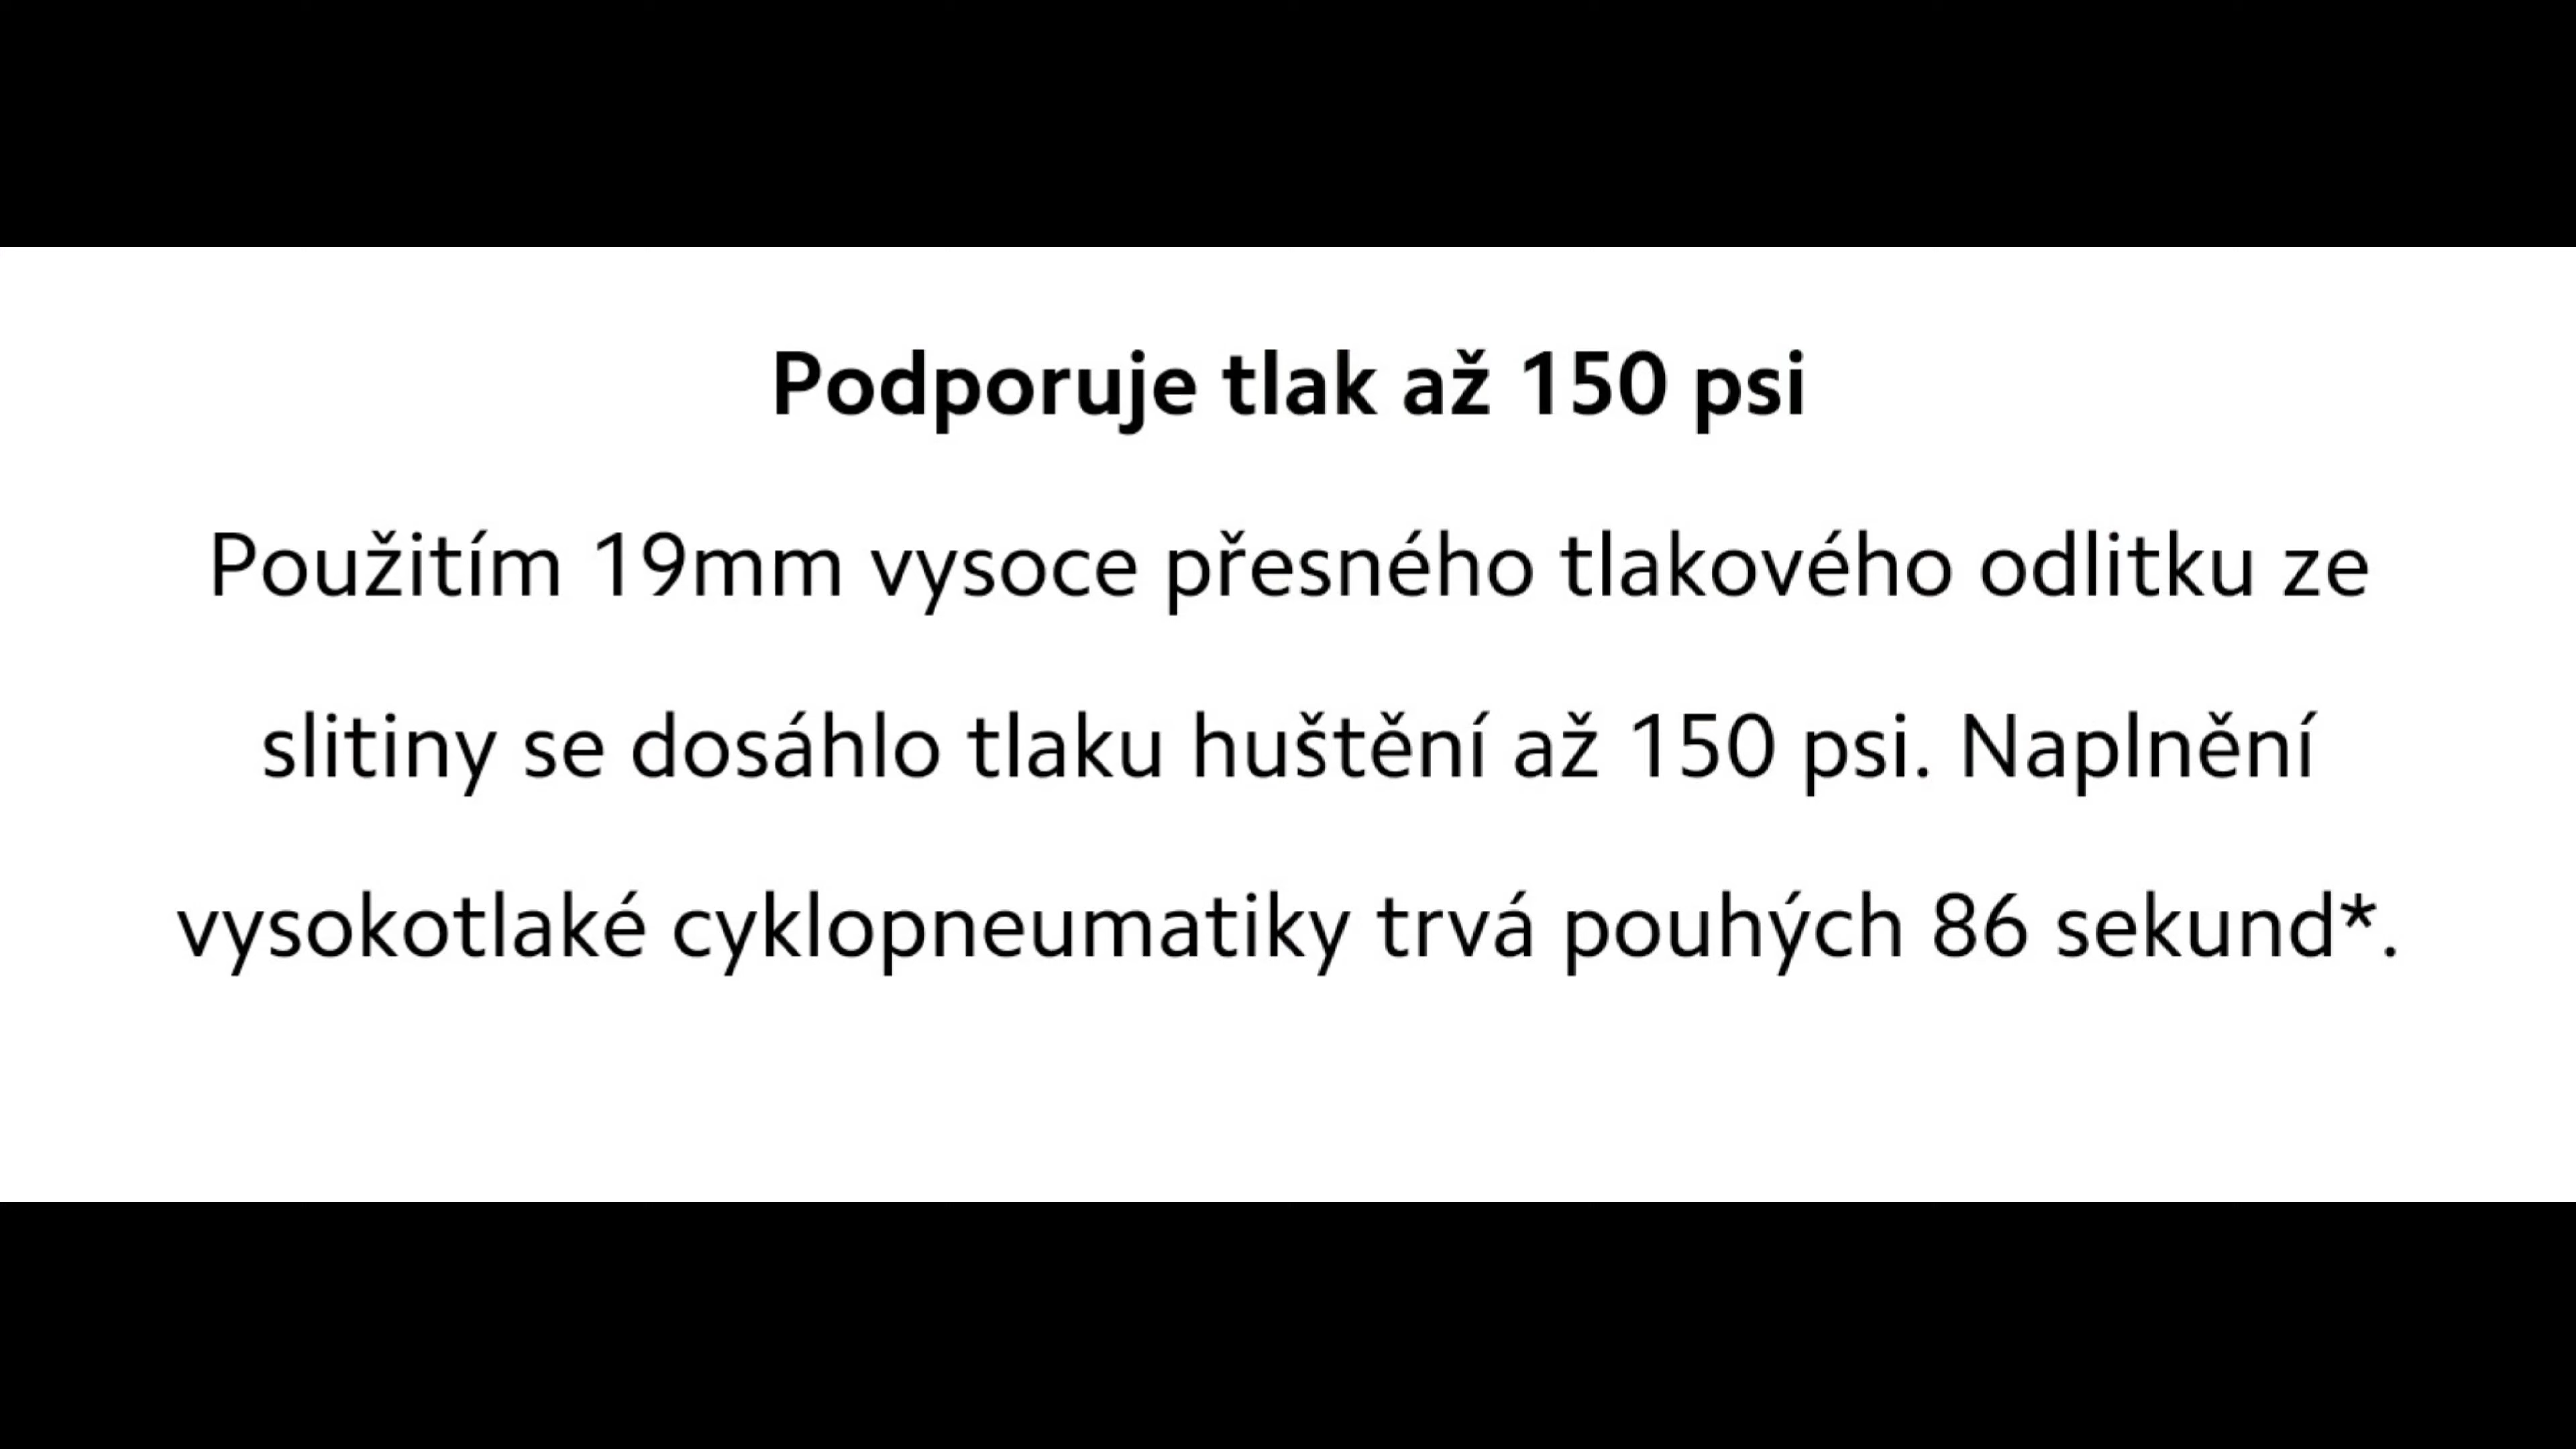 Podporuje tlak až 150 psi
Použitím 19mm vysoce přesného tlakového odlitku ze
slitiny se dosáhlo tlaku huštění až 150 psi. Naplnění
vysokotlaké cyklopneumatiky trvá pouhých 86 sekund*.